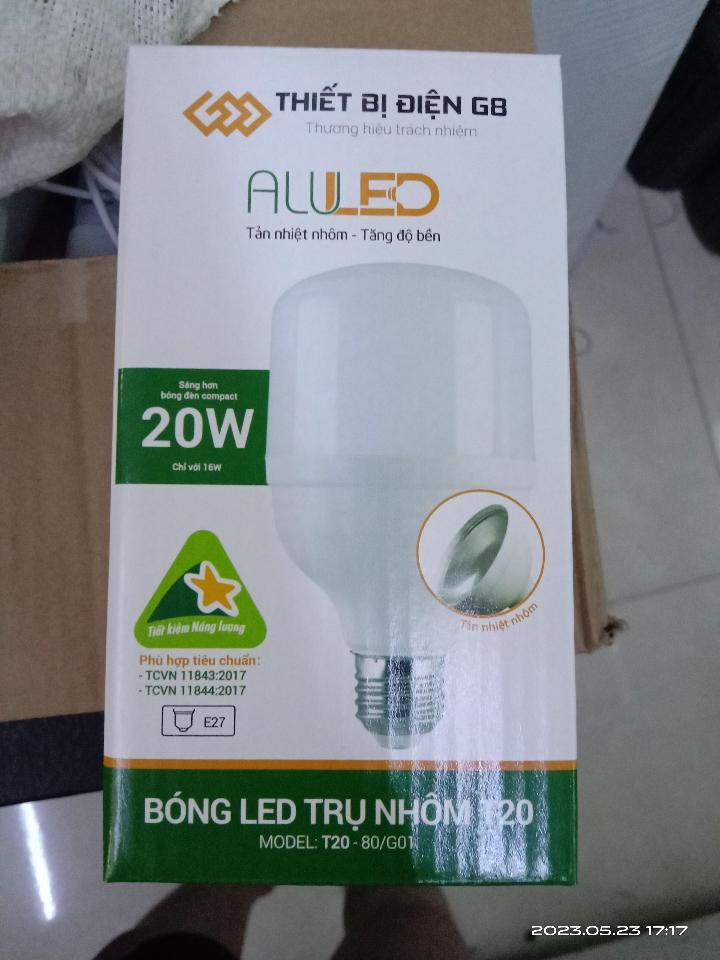 THIẾT BỊ ĐIỆN G8
Thương hiệu trách nhiệm
ALULED
Tản nhiệt nhôm - Tăng độ bền
Sáng hơn
bóng đèn compact
20W
Chỉ với 16W
Tản nhiệt nhôm
Tiết kiệm Năng lượng
Phù hợp tiêu chuẩn:
- TCVN 11843:2017
- TCVN 11844:2017
E27
BÓNG LED TRỤ NHÔM T20
MODEL: T20 - 80/G01
2023.05.23 17:17